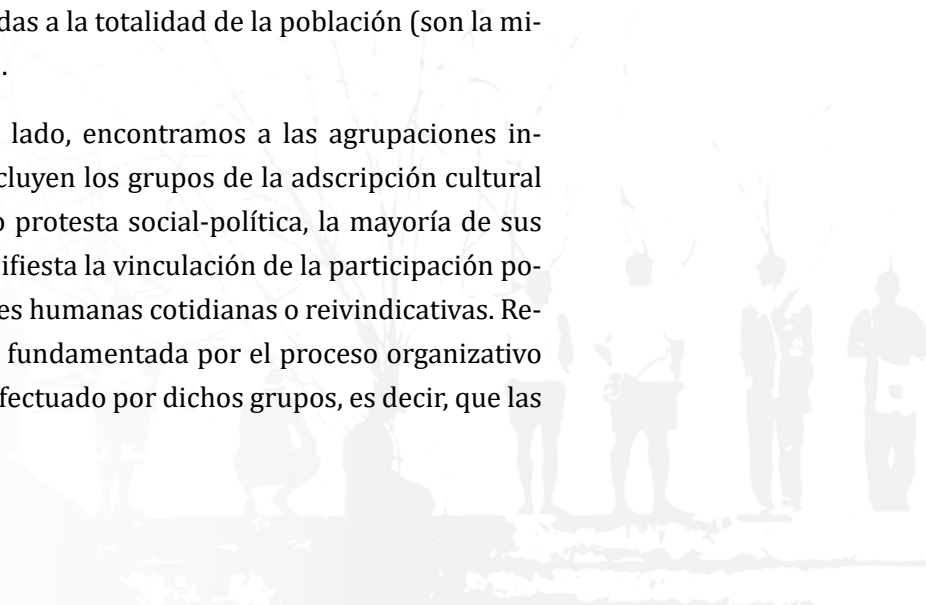 das a la totalidad de la población (son la mi-
.
lado, encontramos a las agrupaciones in-
cluyen los grupos de la adscripción cultural
o protesta social-política, la mayoría de sus
ifiesta la vinculación de la participación po-
es humanas cotidianas o reivindicativas. Re-
fundamentada por el proceso organizativo
fectuado por dichos grupos, es decir, que las